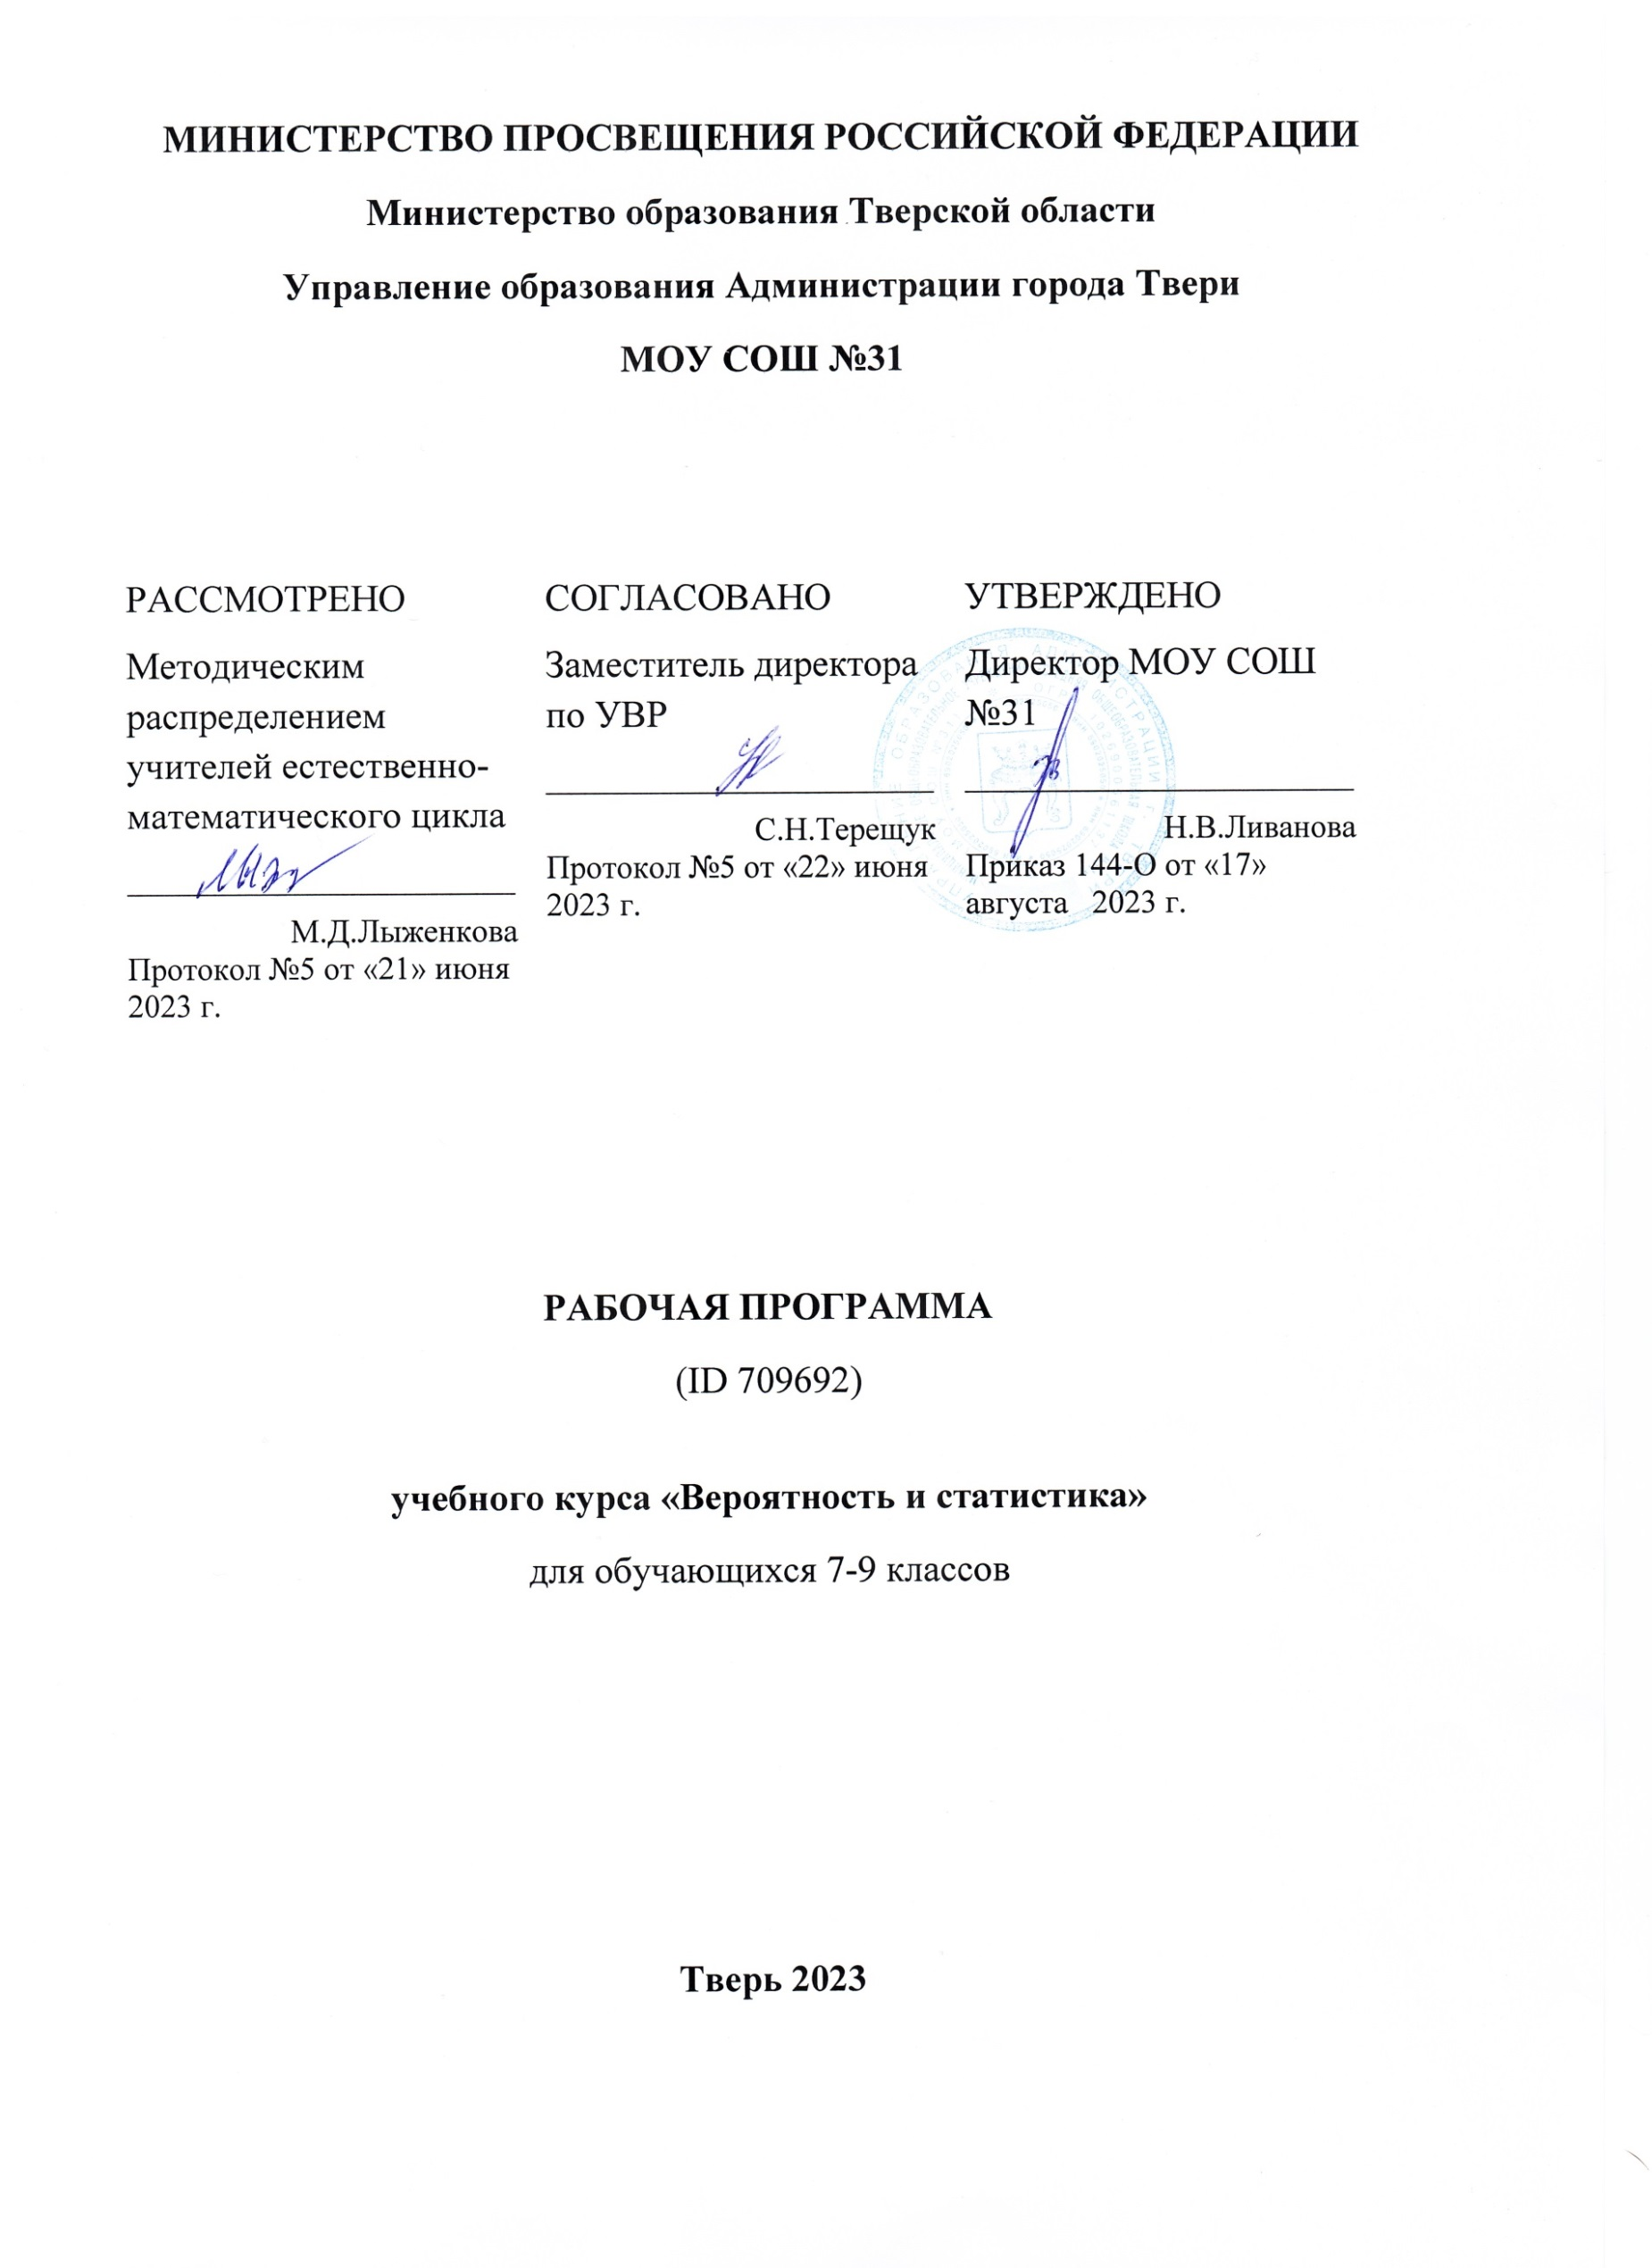 МИНИСТЕРСТВО ПРОСВЕЩЕНИЯ РОССИЙСКОЙ ФЕДЕРАЦИИ
Министерство образования Тверской области
Управление образования Администрации города Твери
МОУ СОШ №31
РАССМОТРЕНО
Методическим
распределением
учителей естественно-
математического цикла
М.Д.Лыженкова
Протокол №5 от «21» июня
2023 г.
СОГЛАСОВАНО
Заместитель директора
по УВР
С.Н.Терещук
Протокол №5 от «22» июня
2023 г.
УТВЕРЖДЕНО
Директор МОУ СОШ
№31
Н.В.Ливанова
Приказ 144-О от «17»
августа 2023 г.
РАБОЧАЯ ПРОГРАММА
(ID 709692)
учебного курса «Вероятность и статистика»
для обучающихся 7-9 классов
Тверь 2023